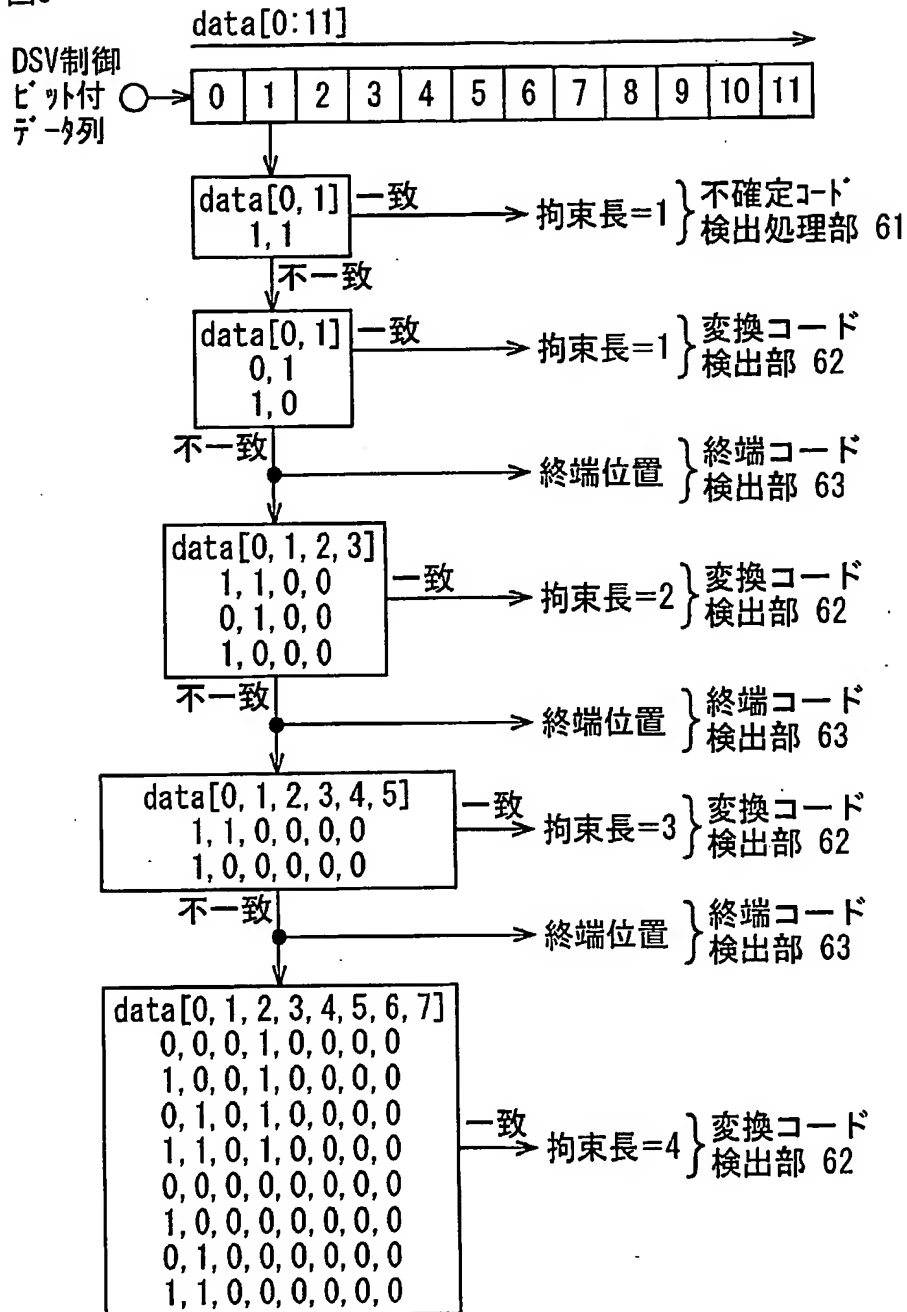 data[0:11]
DSV制御
ビット付
データ列
0 1 2 3 4 5 6 7 8 9 10 11
data[0,1]
1,1
一致
拘束長=1
不確定コード
検出処理部 61
不一致
data[0,1]
0,1
1,0
一致
拘束長=1
変換コード
検出部 62
不一致
終端位置
終端コード
検出部 63
data[0,1,2,3]
1,1,0,0
0,1,0,0
1,0,0,0
一致
拘束長=2
変換コード
検出部 62
不一致
終端位置
終端コード
検出部 63
data[0,1,2,3,4,5]
1,1,0,0,0,0
1,0,0,0,0,0
一致
拘束長=3
変換コード
検出部 62
不一致
終端位置
終端コード
検出部 63
data[0,1,2,3,4,5,6,7]
0,0,0,1,0,0,0,0
1,0,0,1,0,0,0,0
0,1,0,1,0,0,0,0
1,1,0,1,0,0,0,0
0,0,0,0,0,0,0,0
1,0,0,0,0,0,0,0
0,1,0,0,0,0,0,0
1,1,0,0,0,0,0,0
一致
拘束長=4
変換コード
検出部 62